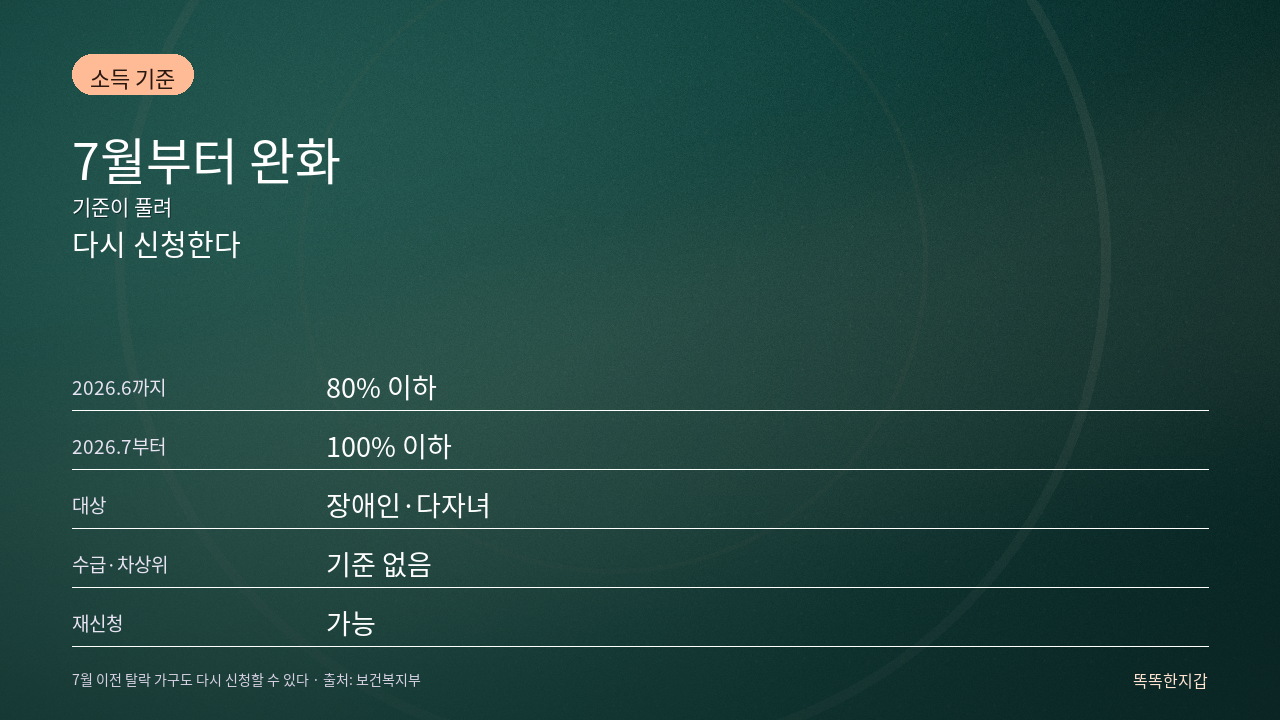 소득 기준
7월부터 완화
기준이 풀려
다시 신청한다
2026.6까지 80% 이하
2026.7부터 100% 이하
대상 장애인·다자녀
수급·차상위 기준 없음
재신청 가능
7월 이전 탈락 가구도 다시 신청할 수 있다 · 출처: 보건복지부
똑똑한지갑